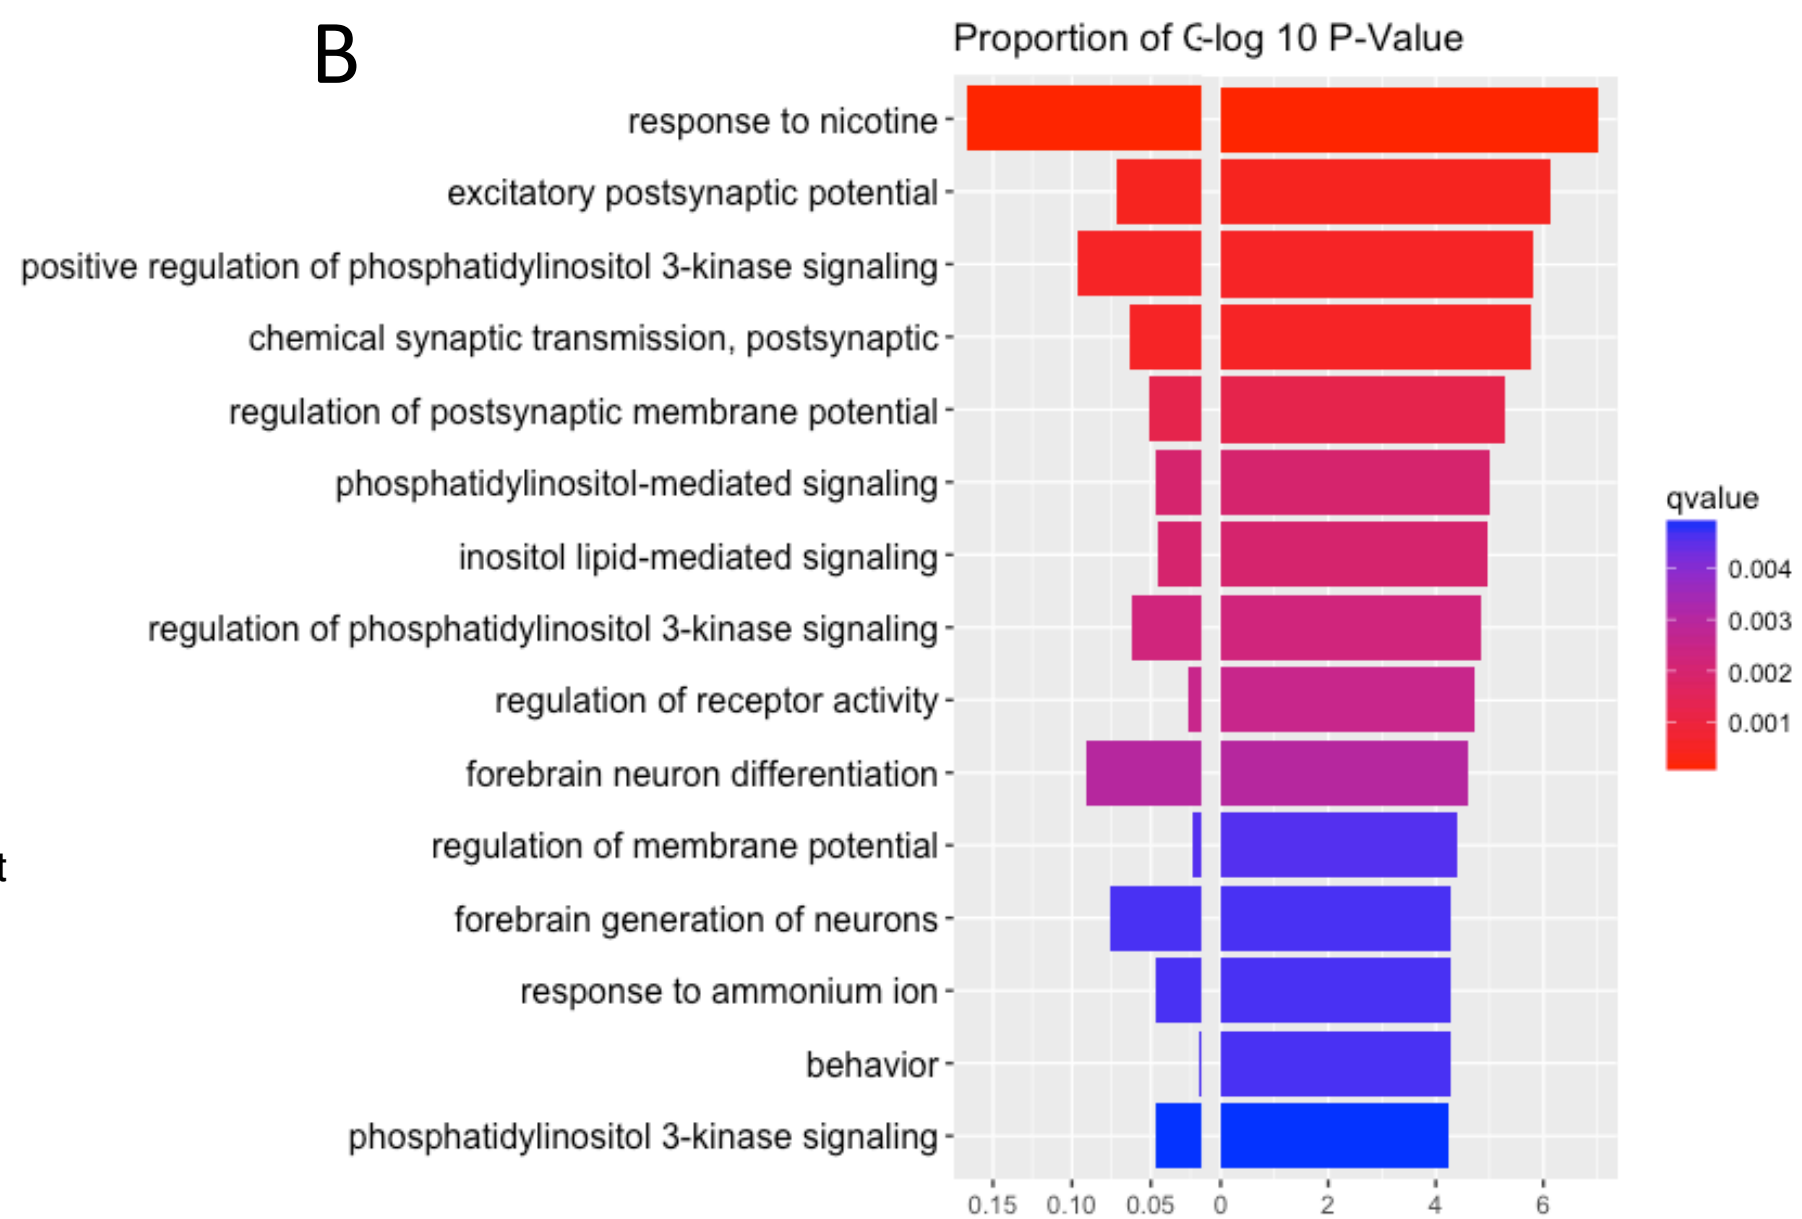 B
Proportion of C-log 10 P-Value
response to nicotine
excitatory postsynaptic potential
positive regulation of phosphatidylinositol 3-kinase signaling
chemical synaptic transmission, postsynaptic
regulation of postsynaptic membrane potential
phosphatidylinositol-mediated signaling
inositol lipid-mediated signaling
regulation of phosphatidylinositol 3-kinase signaling
regulation of receptor activity
forebrain neuron differentiation
regulation of membrane potential
forebrain generation of neurons
response to ammonium ion
behavior
phosphatidylinositol 3-kinase signaling
0.15 0.10 0.05 0 2 4 6
qvalue
0.004
0.003
0.002
0.001
t